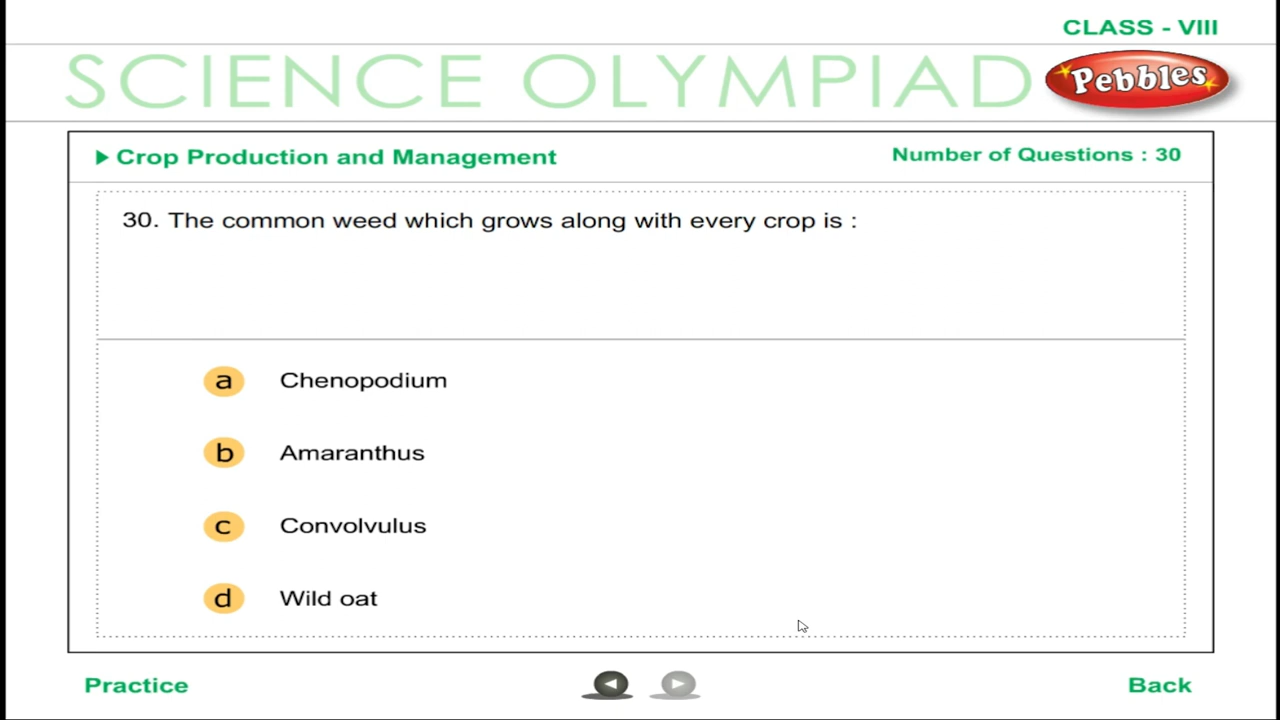 CLASS - VIII
SCIENCE OLYMPIAD
Pebbles
Crop Production and Management
Number of Questions : 30
30. The common weed which grows along with every crop is :
a Chenopodium
b Amaranthus
c Convolvulus
d Wild oat
Practice
Back